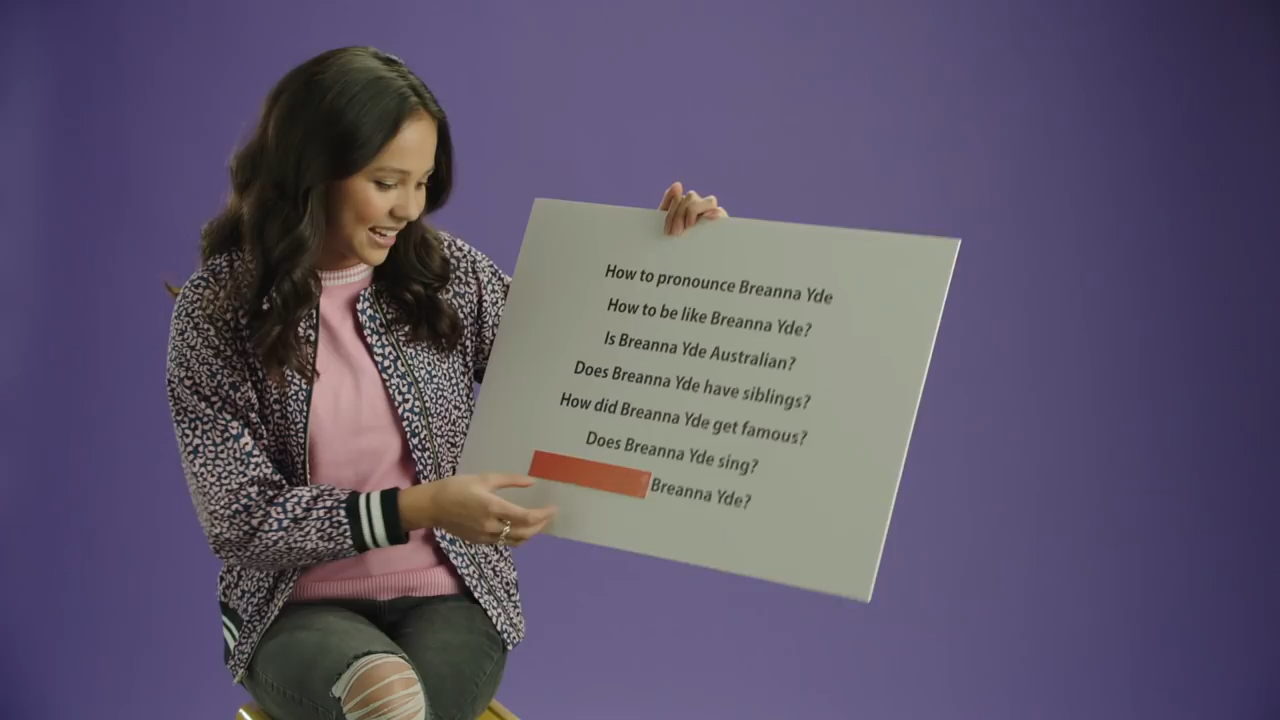 How to pronounce Breanna Yde
How to be like Breanna Yde?
Is Breanna Yde Australian?
Does Breanna Yde have siblings?
How did Breanna Yde get famous?
Does Breanna Yde sing?
Breanna Yde?